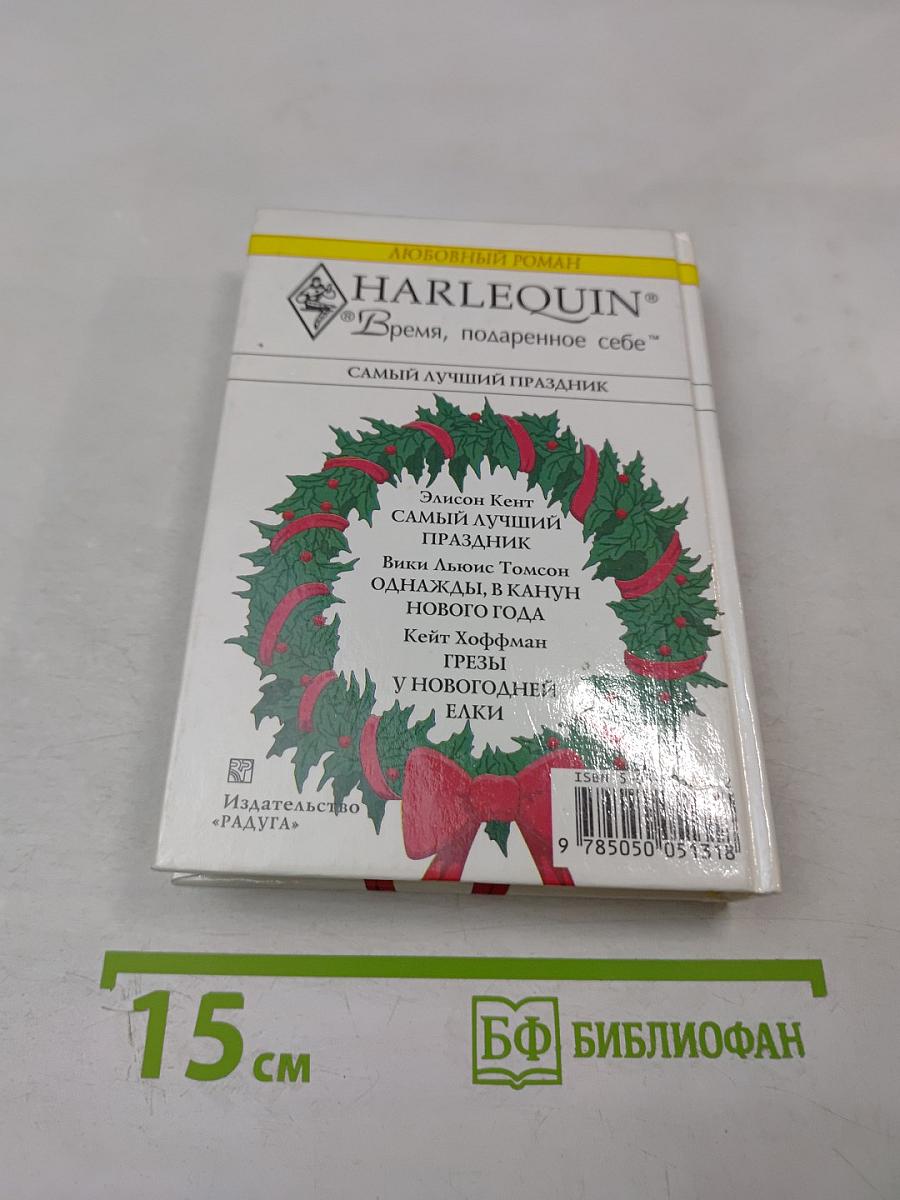 ЛЮБОВНЫЙ РОМАН
HARLEQUIN®
®Время, подаренное себе™
САМЫЙ ЛУЧШИЙ ПРАЗДНИК
Элисон Кент
САМЫЙ ЛУЧШИЙ
ПРАЗДНИК
Вики Льюис Томсон
ОДНАЖДЫ, В КАНУН
НОВОГО ГОДА
Кейт Хоффман
ГРЕЗЫ
У НОВОГОДНЕЙ
ЕЛКИ
Издательство
«РАДУГА»
ISBN
9 785050 051318
15 см
БФ БИБЛИОФАН